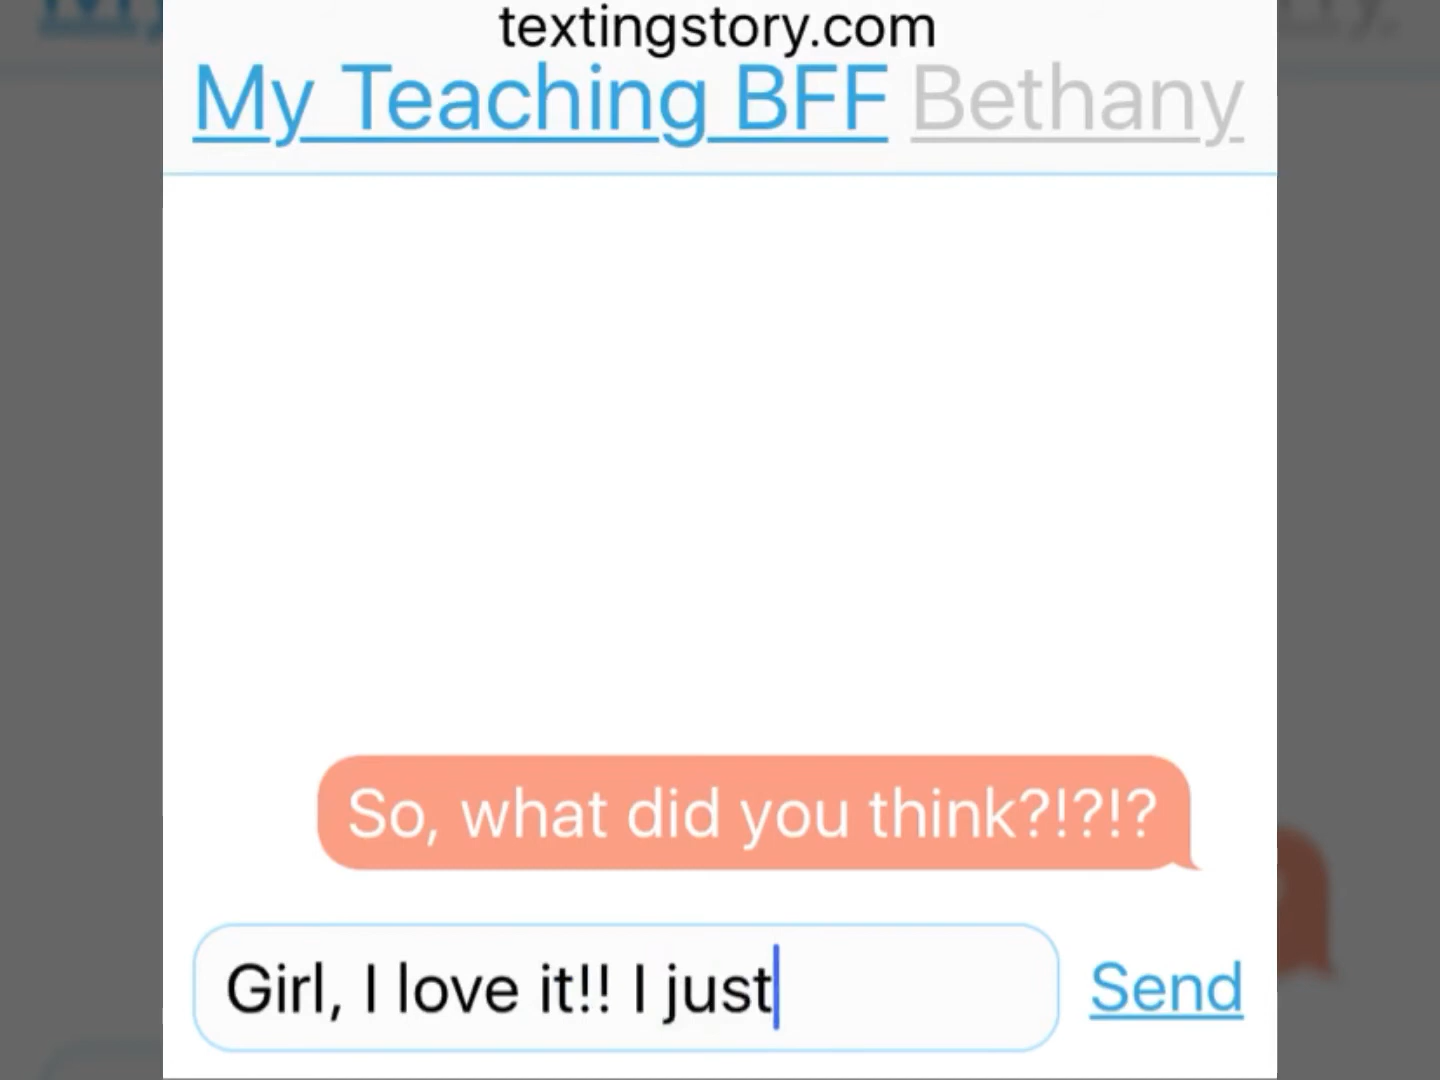 textingstory.com
My Teaching BFF Bethany
So, what did you think?!?!?
Girl, I love it!! I just
Send